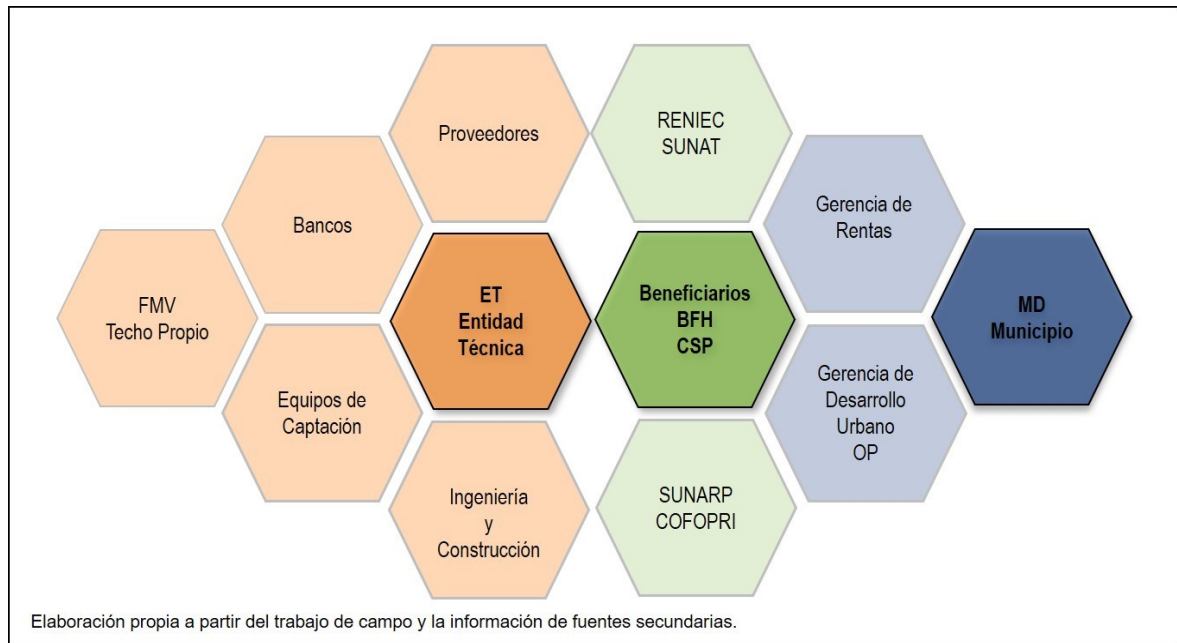 Proveedores
RENIEC
SUNAT
Bancos
Gerencia de
Rentas
FMV
Techo Propio
ET
Entidad
Técnica
Beneficiarios
BFH
CSP
MD
Municipio
Equipos de
Captación
Gerencia de
Desarrollo
Urbano
OP
Ingeniería
y
Construcción
SUNARP
COFOPRI
Elaboración propia a partir del trabajo de campo y la información de fuentes secundarias.